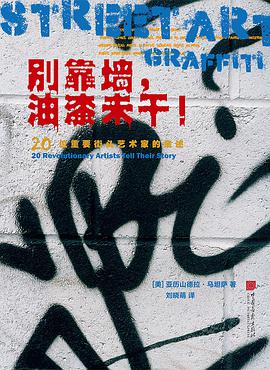 STREET ART
GRAFFITI
别靠墙，
油漆未干！
20位重要街头艺术家的自述
20 Revolutionary Artists Tell Their Story
[美] 亚历山德拉·马坦萨 著
刘晓萌 译